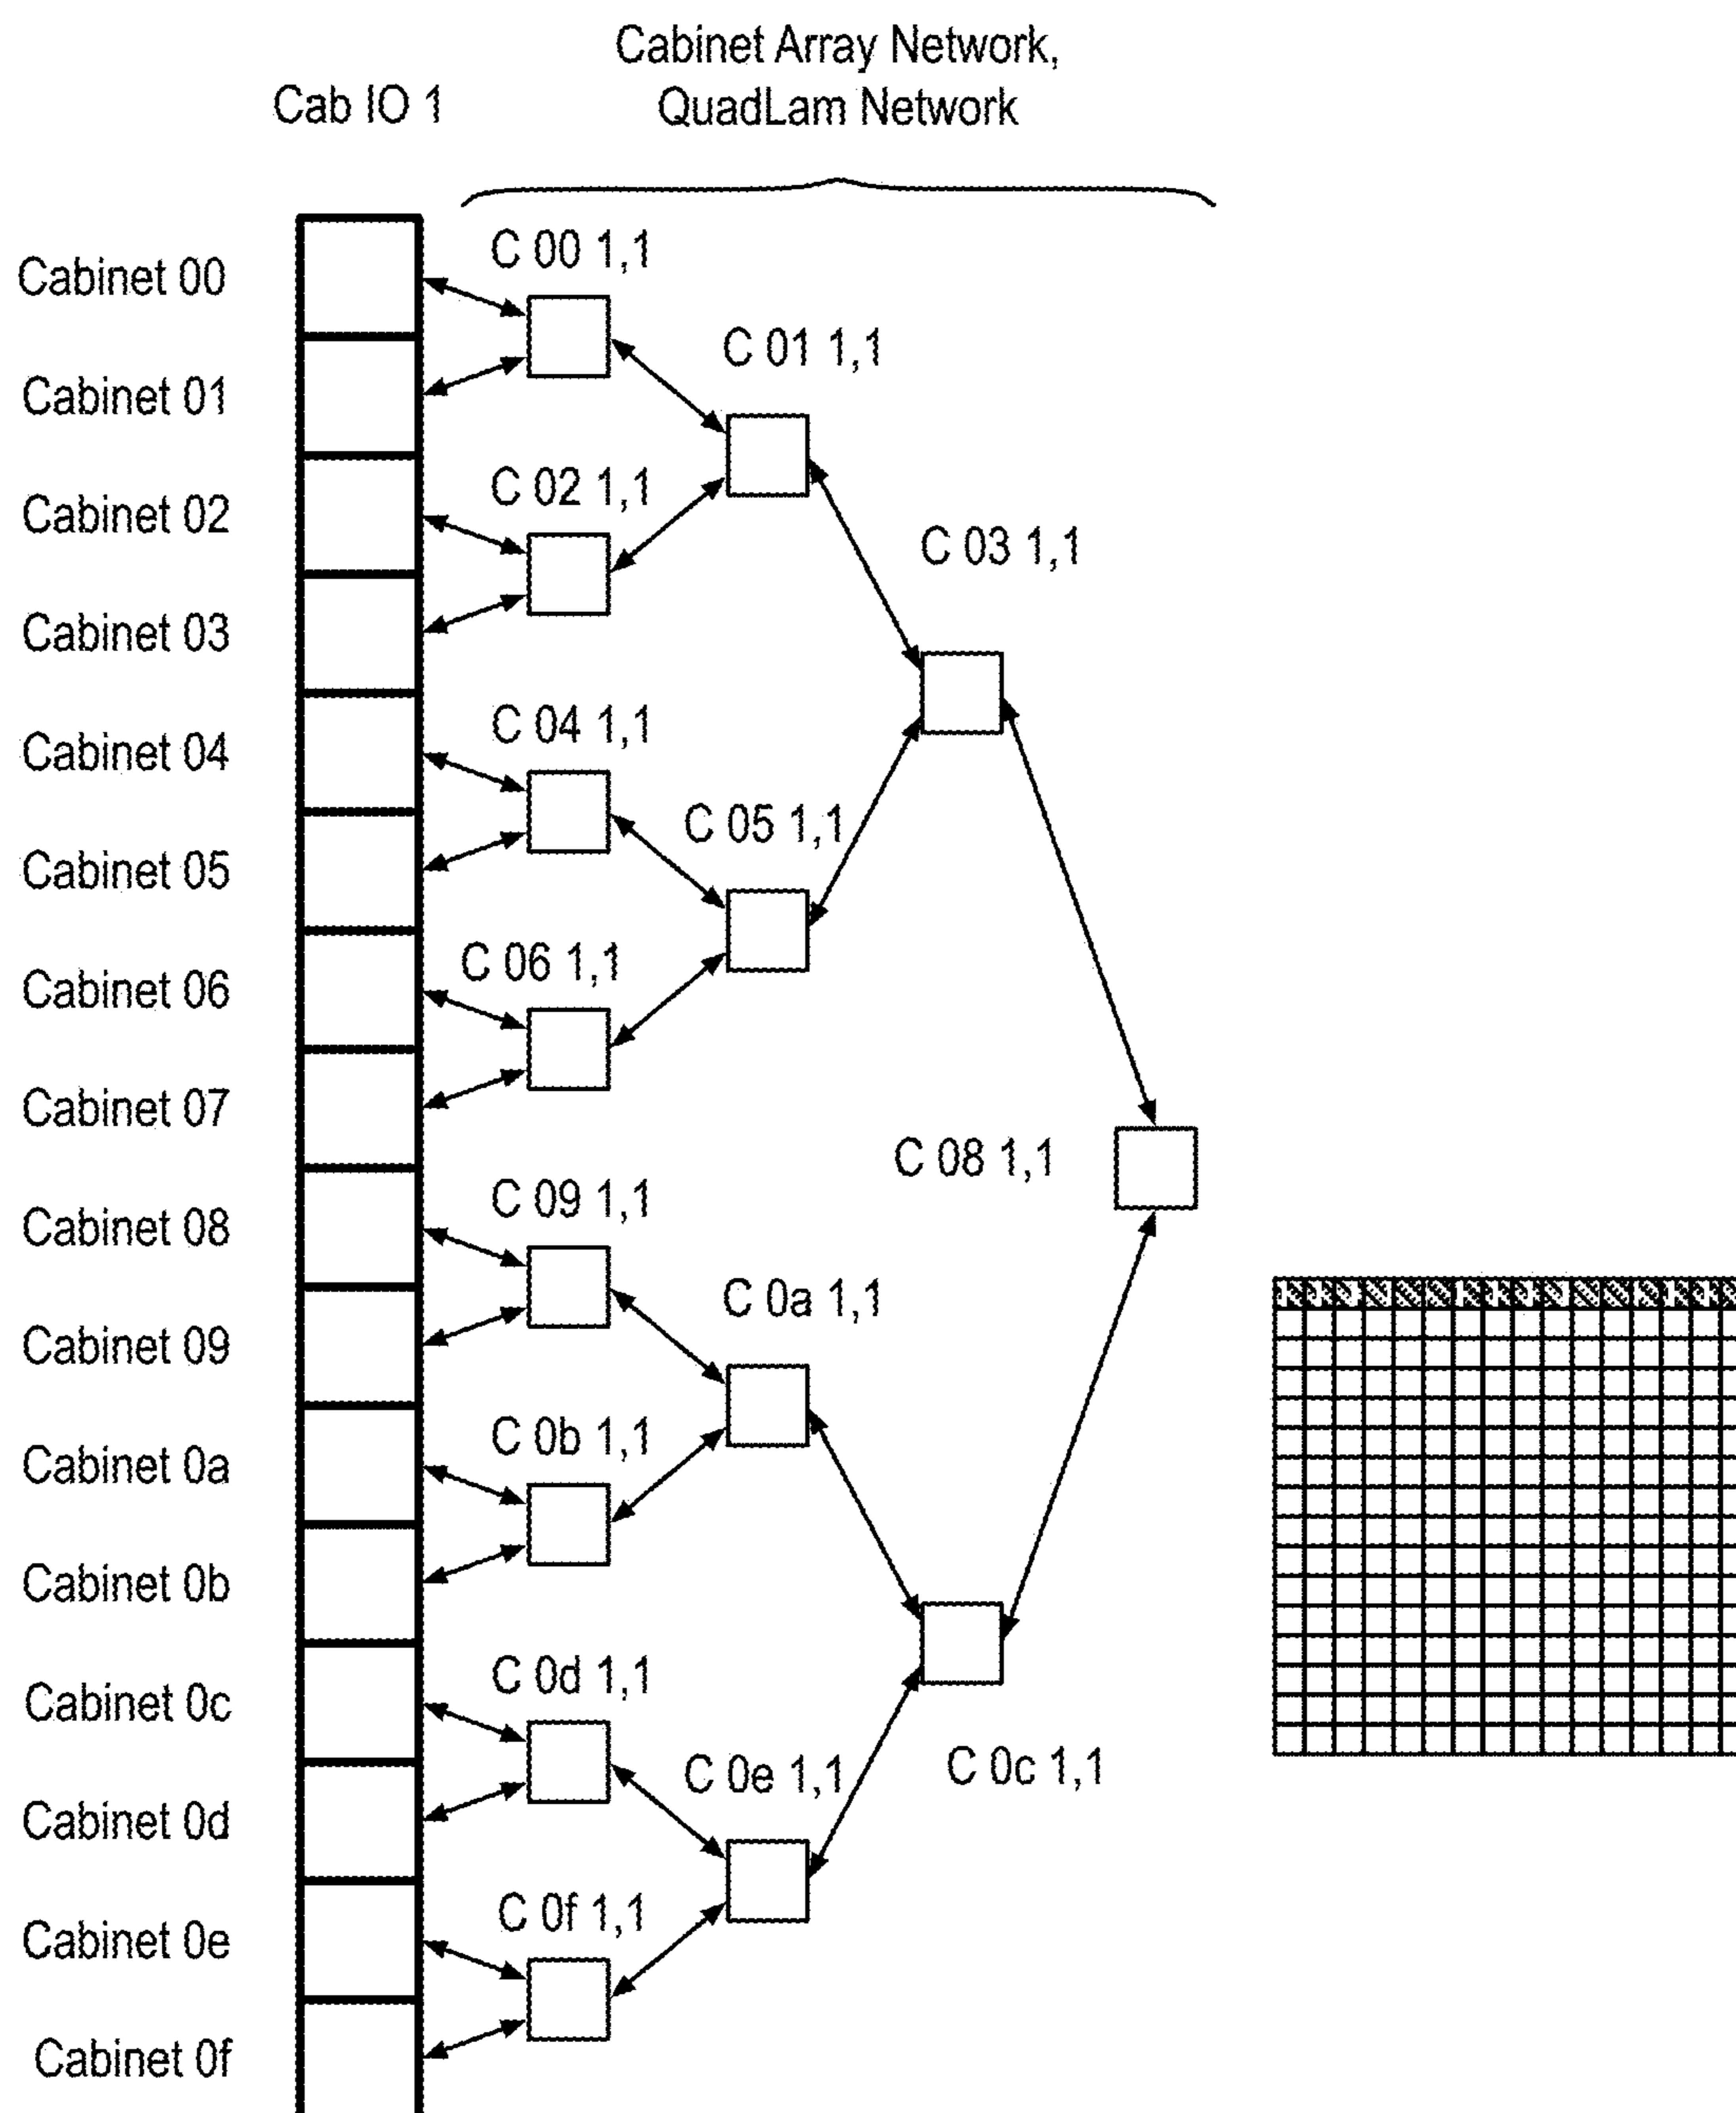 Cabinet Array Network,
Cab IO 1
QuadLam Network
C 00 1,1
Cabinet 00
C 01 1,1
Cabinet 01
C 02 1,1
Cabinet 02
C 03 1,1
Cabinet 03
C 04 1,1
Cabinet 04
C 05 1,1
Cabinet 05
C 06 1,1
Cabinet 06
Cabinet 07
C 08 1,1
C 09 1,1
Cabinet 08
C 0a 1,1
Cabinet 09
C 0b 1,1
Cabinet 0a
Cabinet 0b
C 0d 1,1
Cabinet 0c
C 0c 1,1
C 0e 1,1
Cabinet 0d
C 0f 1,1
Cabinet 0e
Cabinet 0f